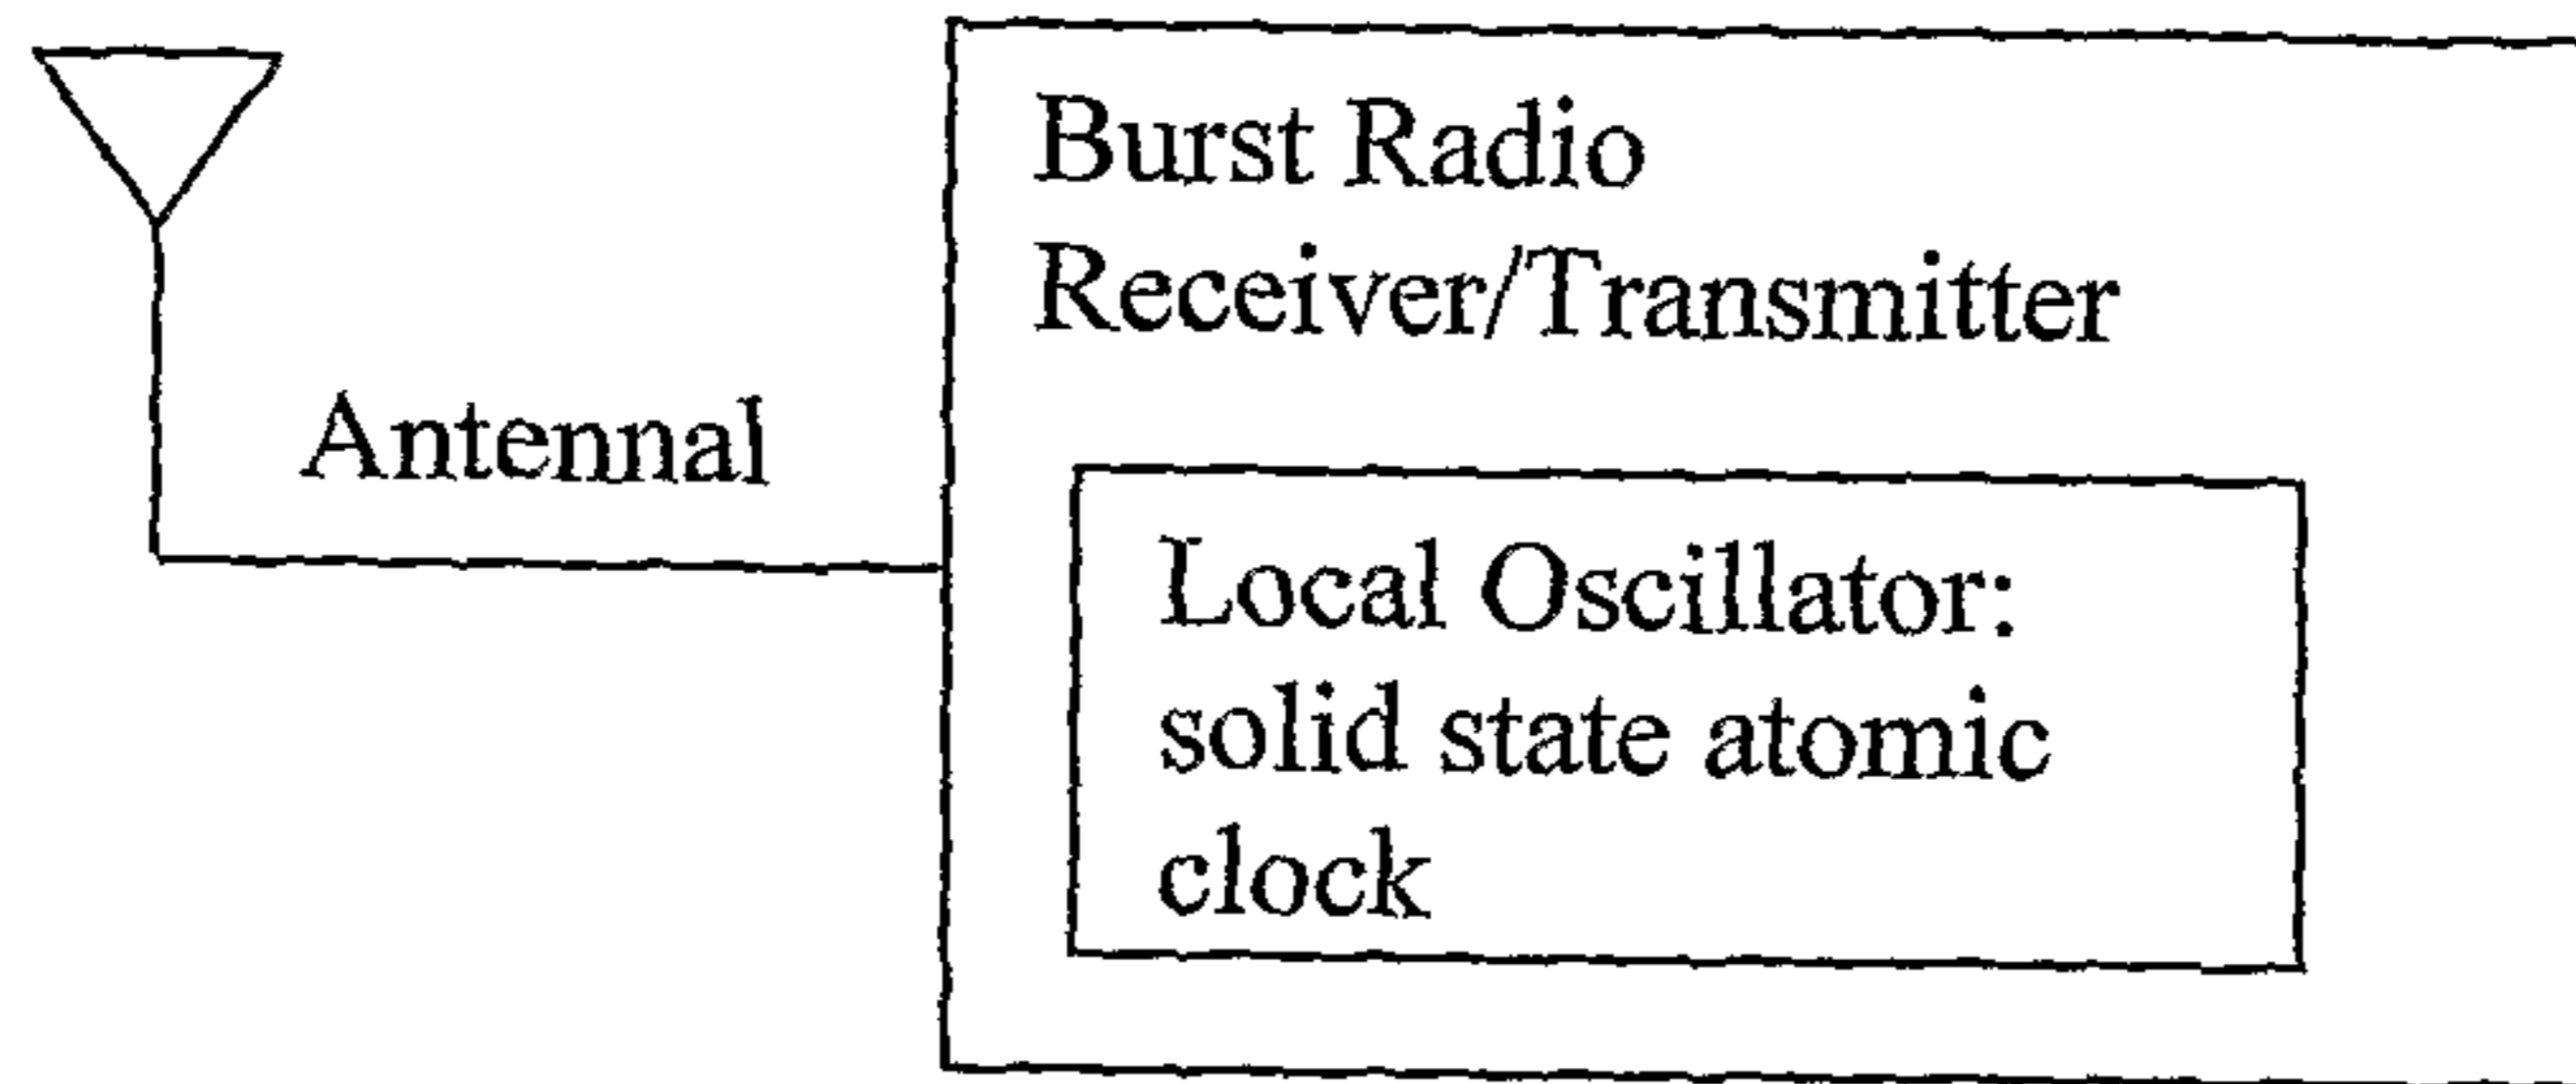 Burst Radio
Receiver/Transmitter
Antennal
Local Oscillator:
solid state atomic
clock